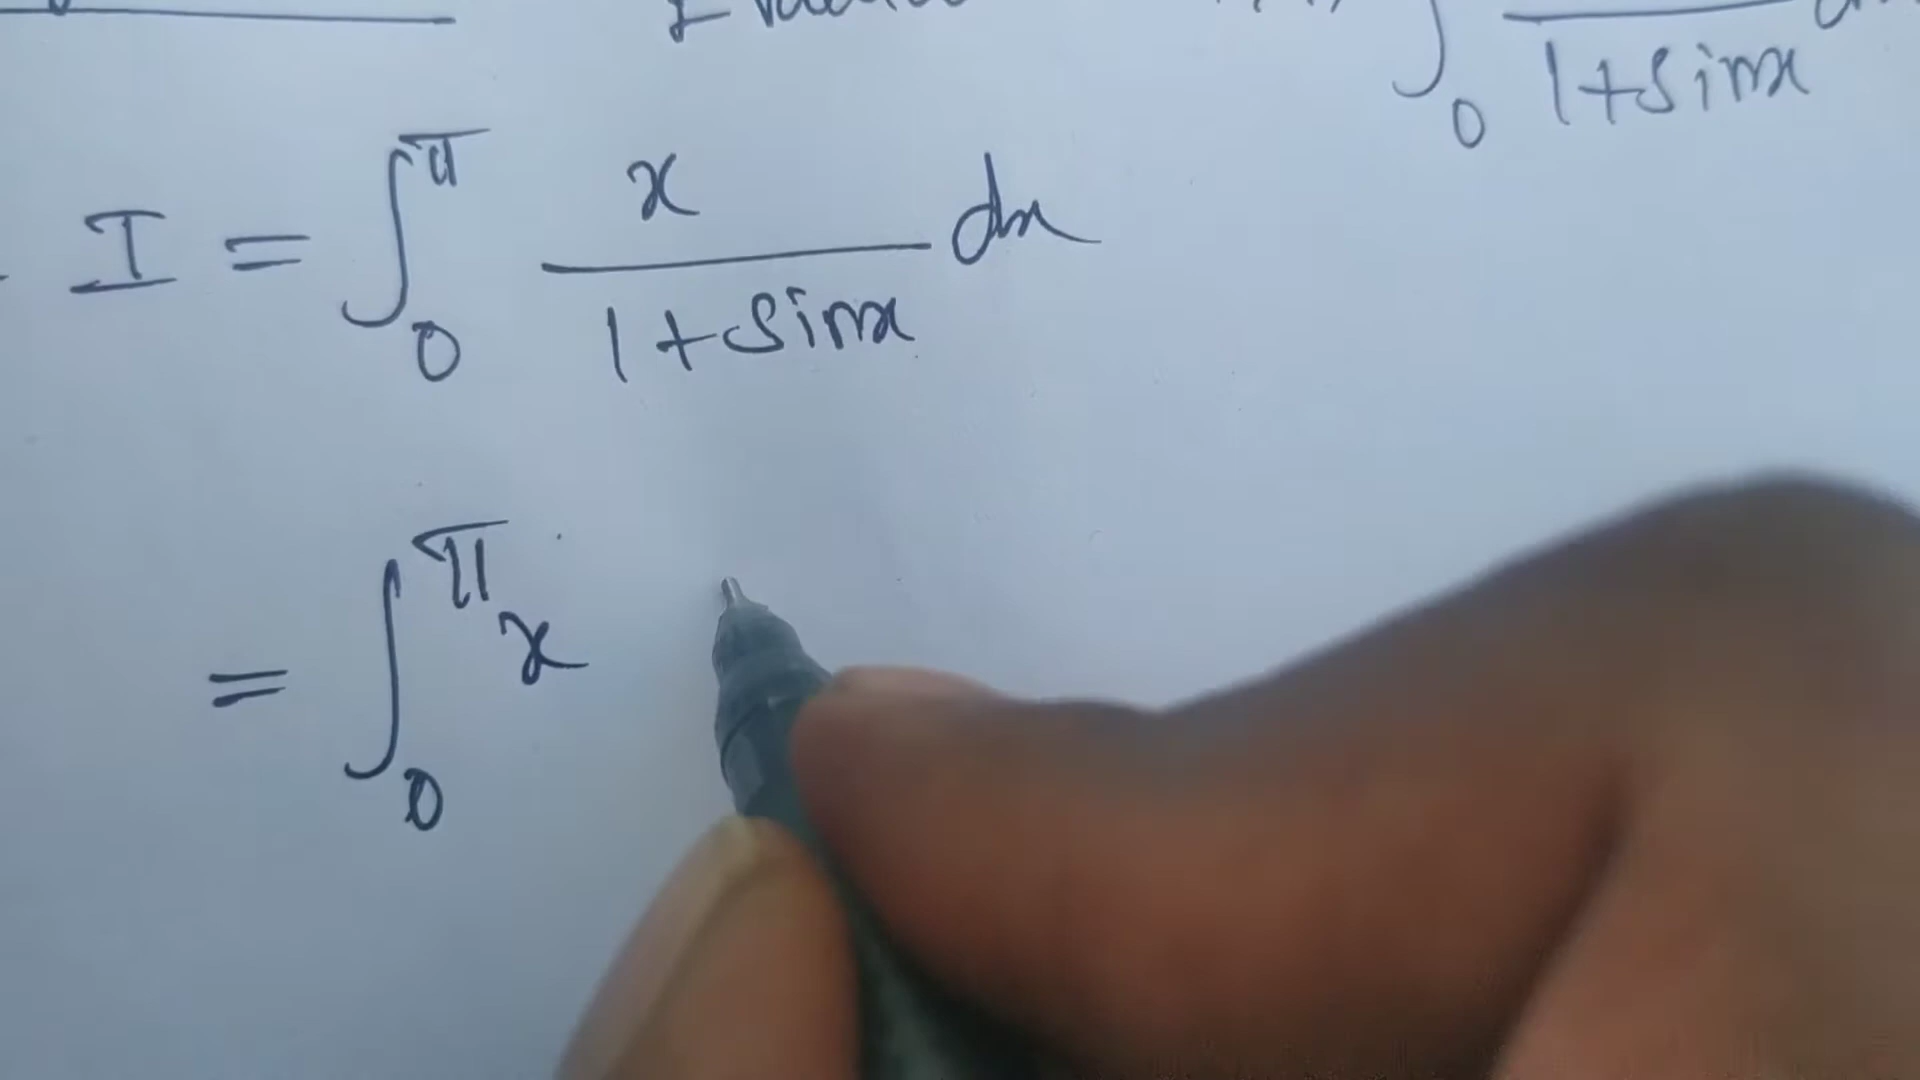 ∫₀ ――― / 1+sinx
I = ∫₀^π x / (1+sinx) dx
= ∫₀^π x